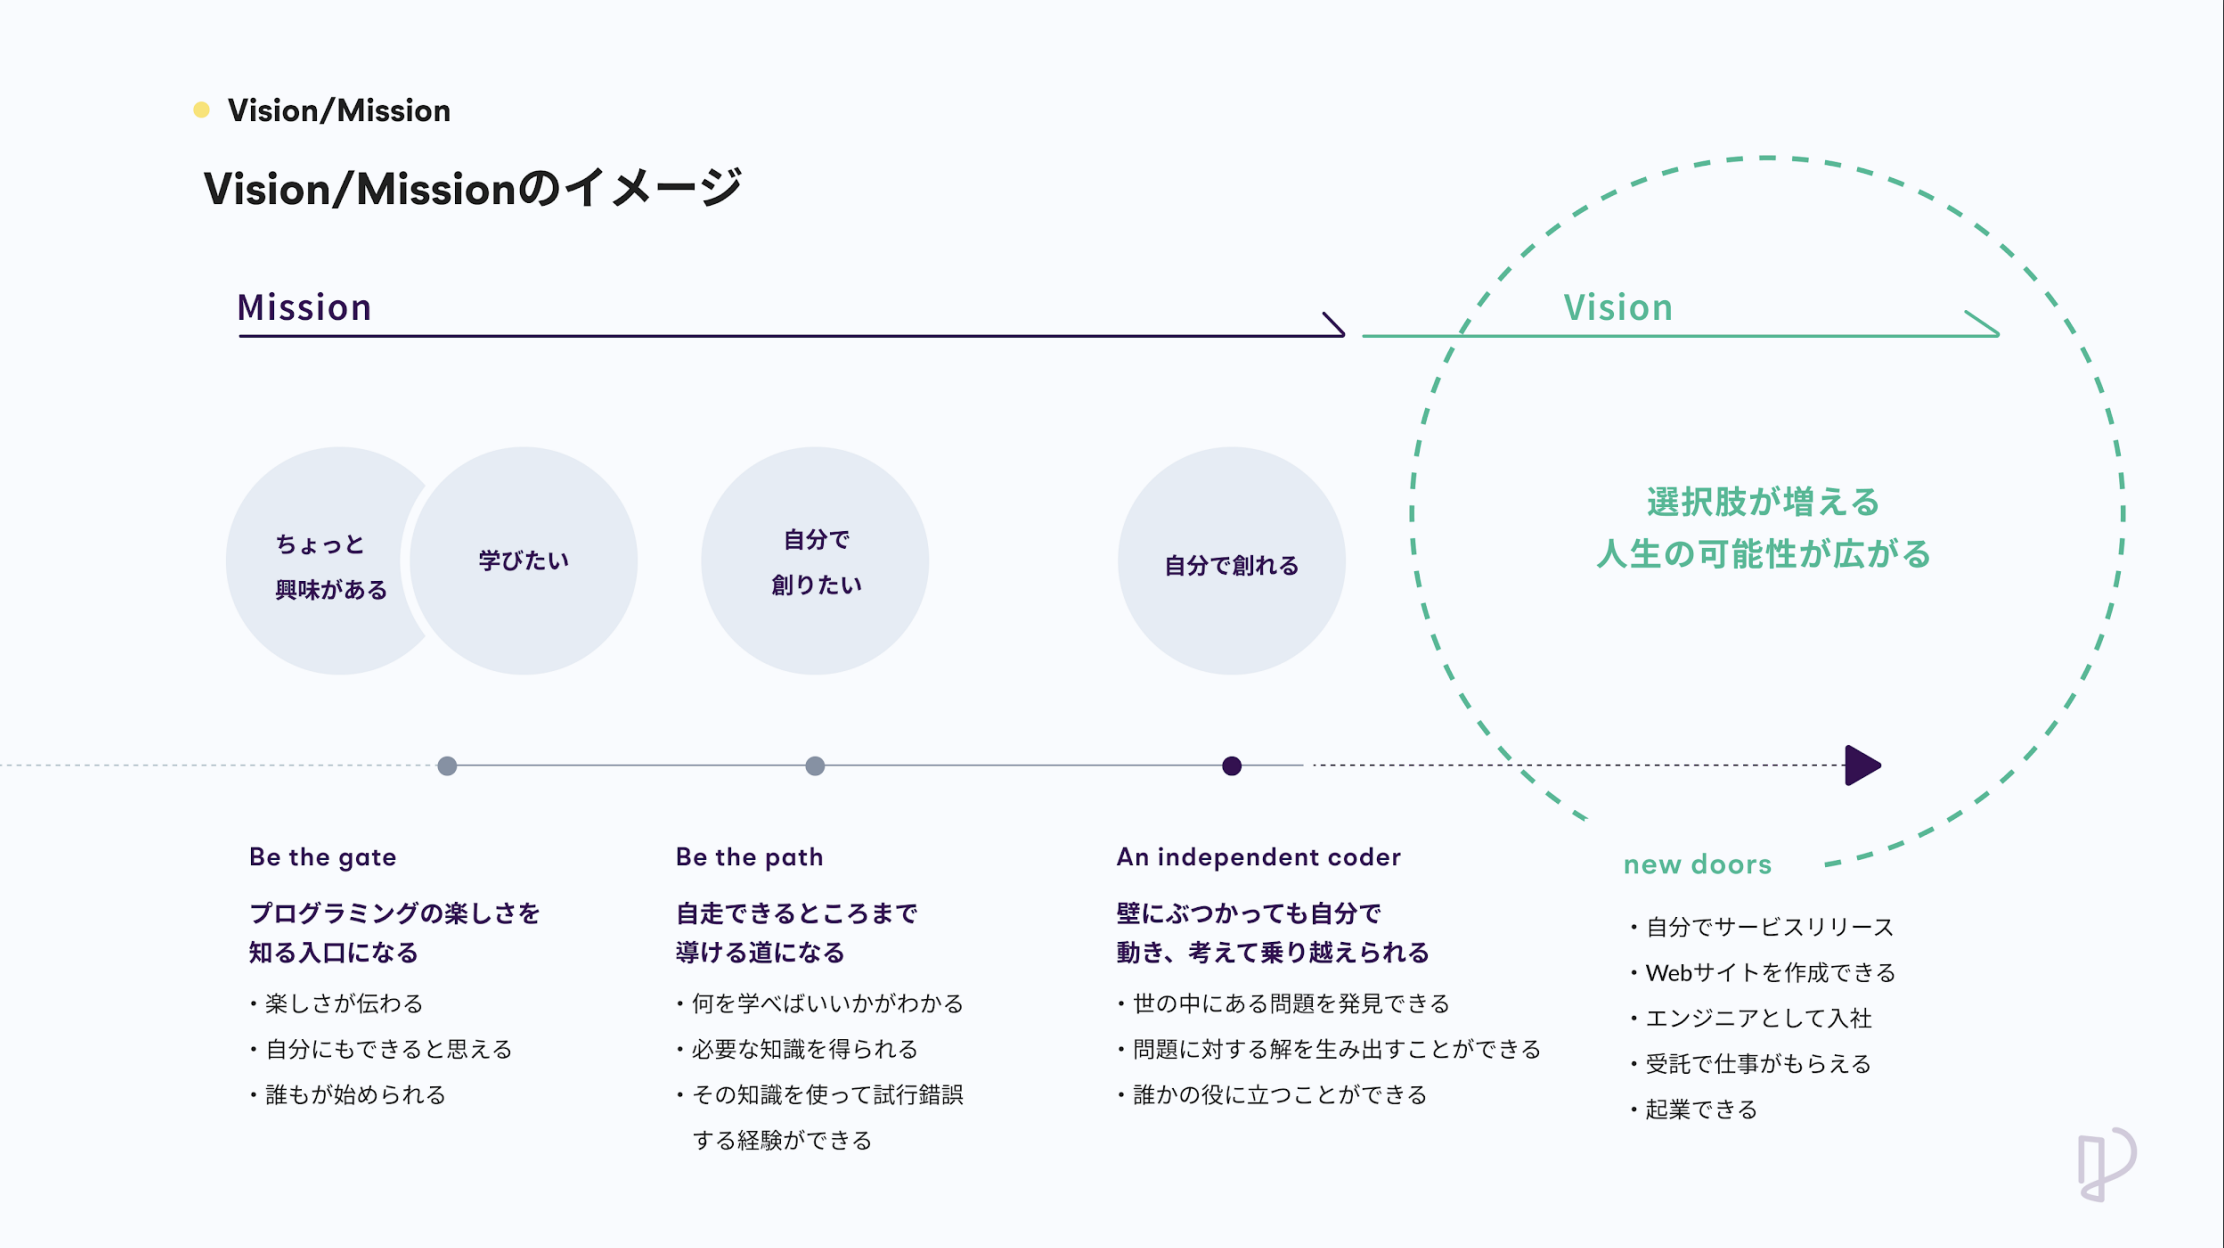 Vision/Mission
Vision/Missionのイメージ
Mission
Vision
ちょっと
興味がある
学びたい
自分で
創りたい
自分で創れる
選択肢が増える
人生の可能性が広がる
Be the gate
プログラミングの楽しさを
知る入口になる
・楽しさが伝わる
・自分にもできると思える
・誰もが始められる
Be the path
自走できるところまで
導ける道になる
・何を学べばいいかがわかる
・必要な知識を得られる
・その知識を使って試行錯誤
する経験ができる
An independent coder
壁にぶつかっても自分で
動き、考えて乗り越えられる
・世の中にある問題を発見できる
・問題に対する解を生み出すことができる
・誰かの役に立つことができる
new doors
・自分でサービスリリース
・Webサイトを作成できる
・エンジニアとして入社
・受託で仕事がもらえる
・起業できる